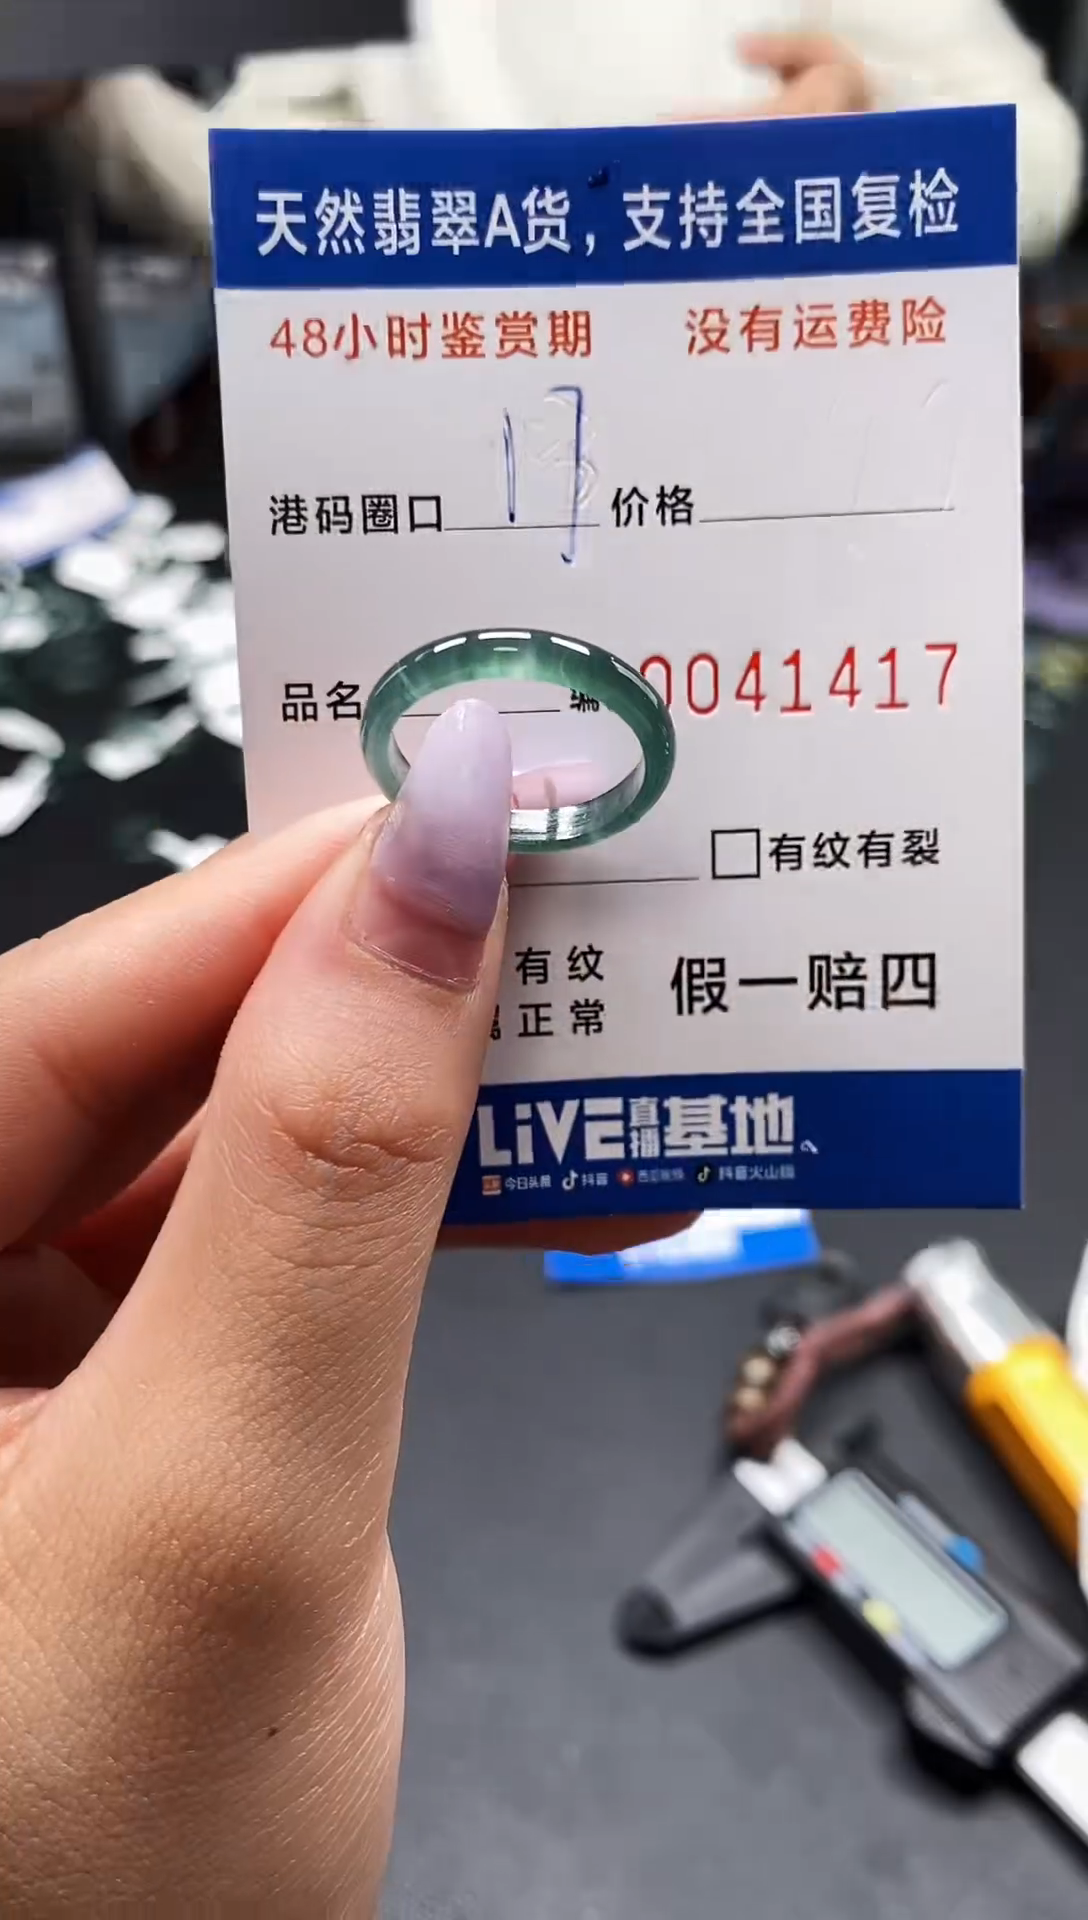 天然翡翠A货，支持全国复检
48小时鉴赏期 没有运费险
港码圈口 17 价格
品名 0041417
有纹有裂
有纹 假一赔四
正常
LiVE直播基地
今日头条 抖音 西瓜视频 抖音火山版